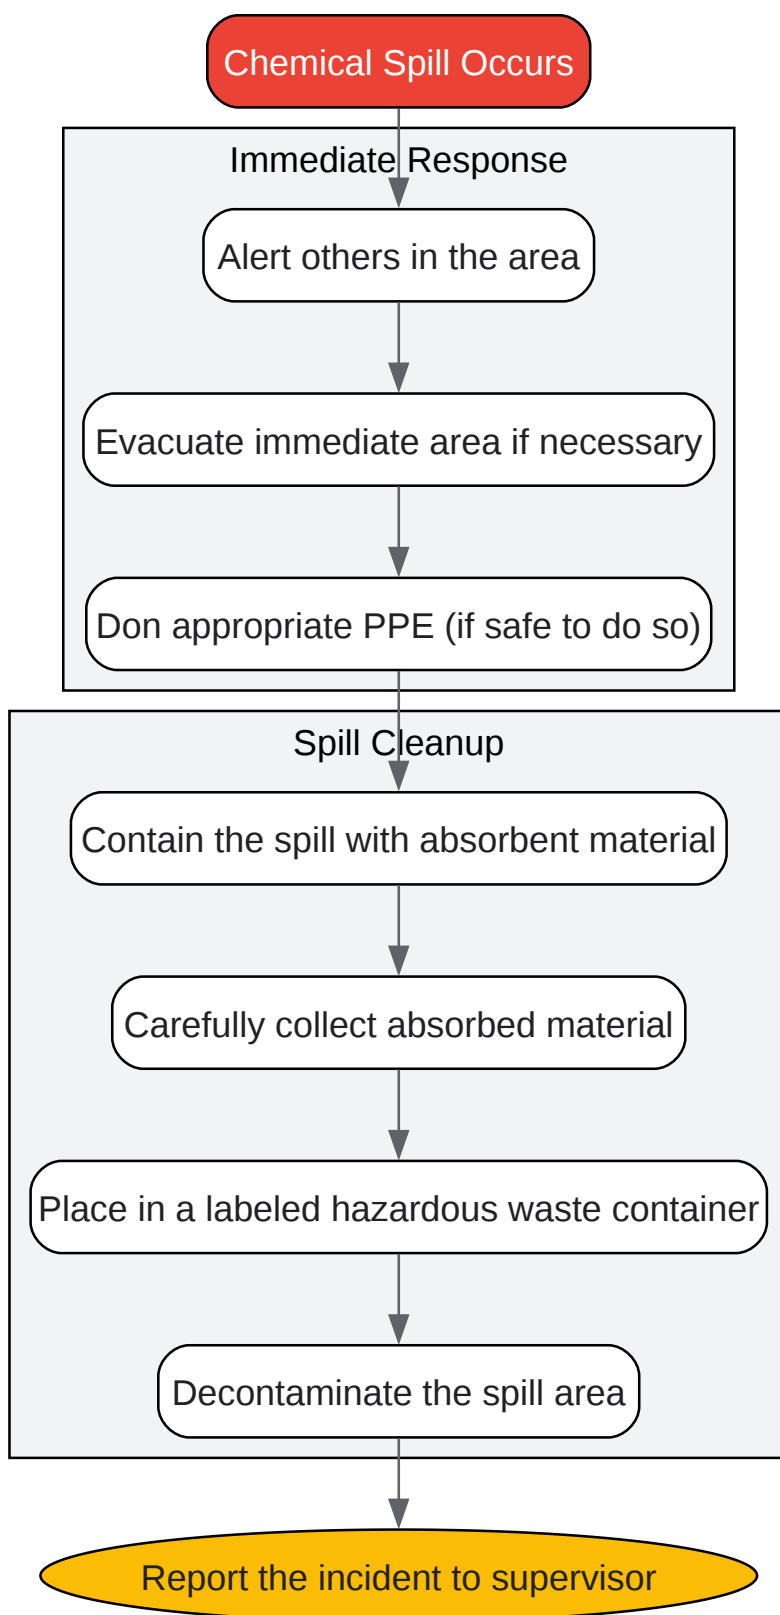 Chemical Spill Occurs
Immediate Response
Alert others in the area
Evacuate immediate area if necessary
Don appropriate PPE (if safe to do so)
Spill Cleanup
Contain the spill with absorbent material
Carefully collect absorbed material
Place in a labeled hazardous waste container
Decontaminate the spill area
Report the incident to supervisor